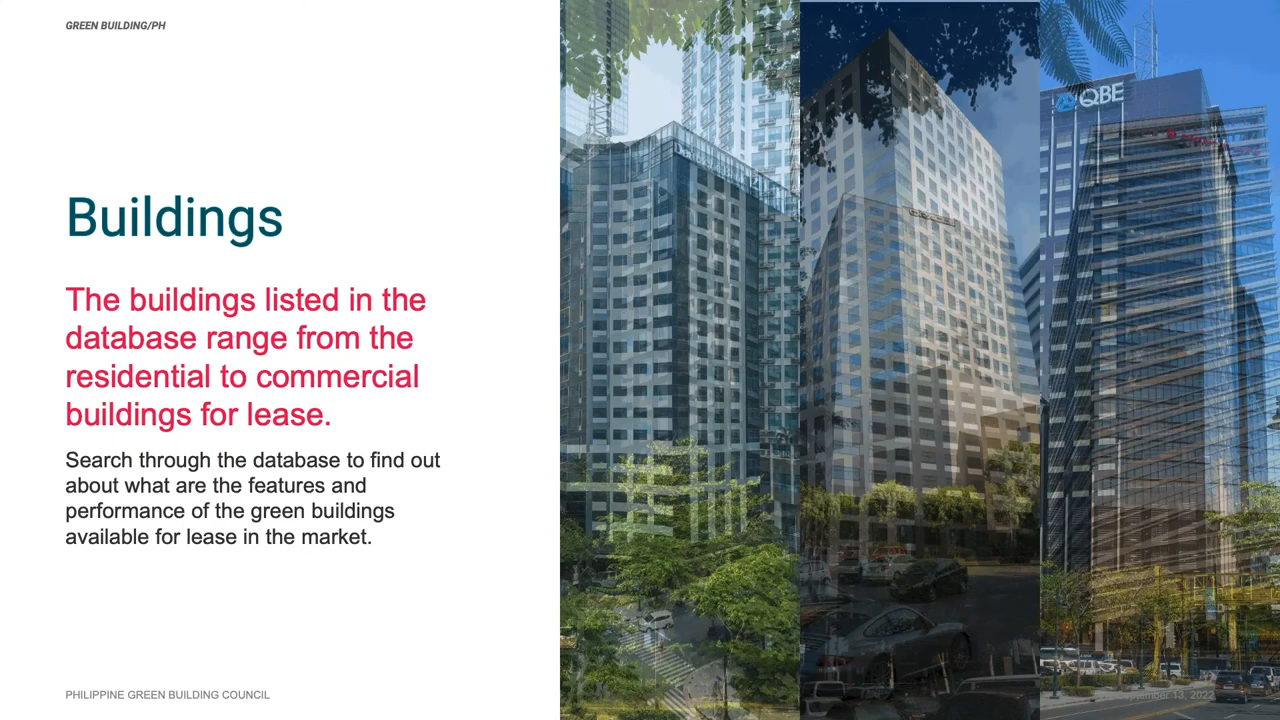 GREEN BUILDING/PH
QBE
Buildings
The buildings listed in the
database range from the
residential to commercial
buildings for lease.
Search through the database to find out
about what are the features and
performance of the green buildings
available for lease in the market.
PHILIPPINE GREEN BUILDING COUNCIL
13, 2022